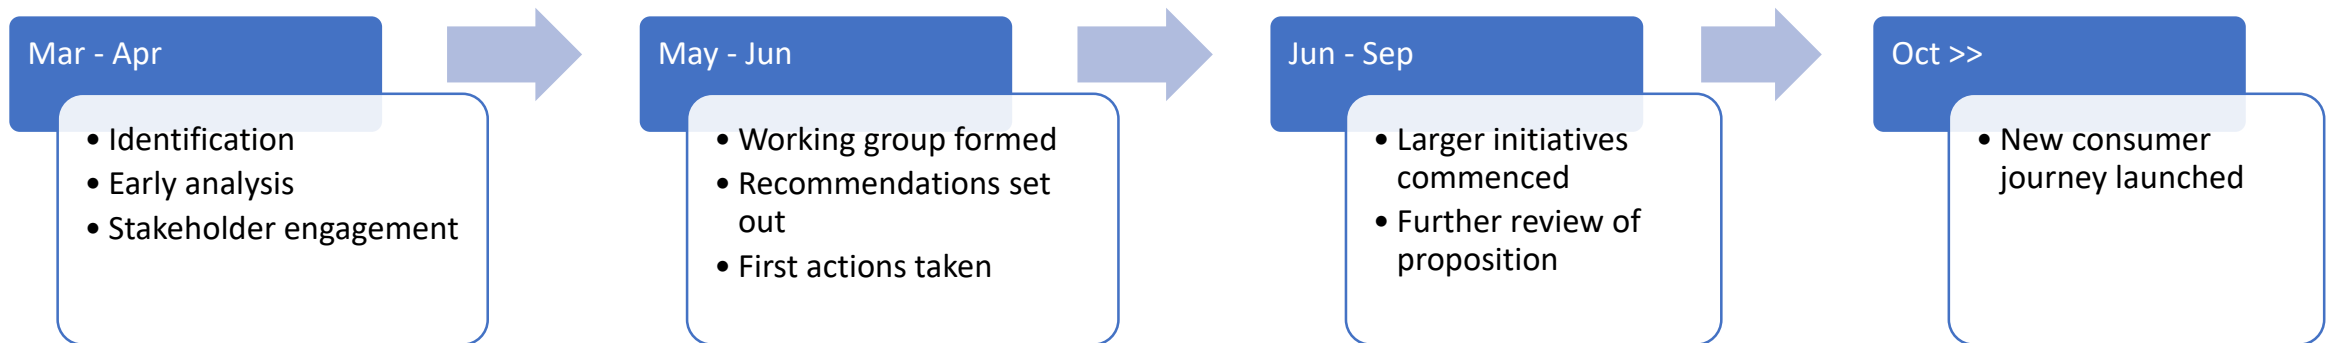 Mar - Apr
• Identification
• Early analysis
• Stakeholder engagement
May - Jun
• Working group formed
• Recommendations set
out
• First actions taken
Jun - Sep
• Larger initiatives
commenced
• Further review of
proposition
Oct >>
• New consumer
journey launched